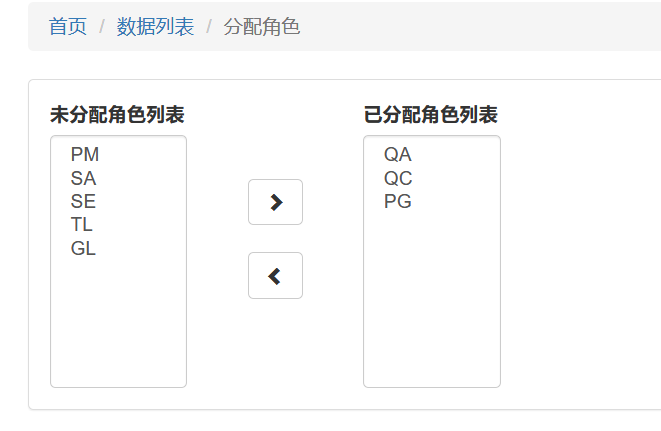 首页 / 数据列表 / 分配角色
未分配角色列表
PM
SA
SE
TL
GL
已分配角色列表
QA
QC
PG